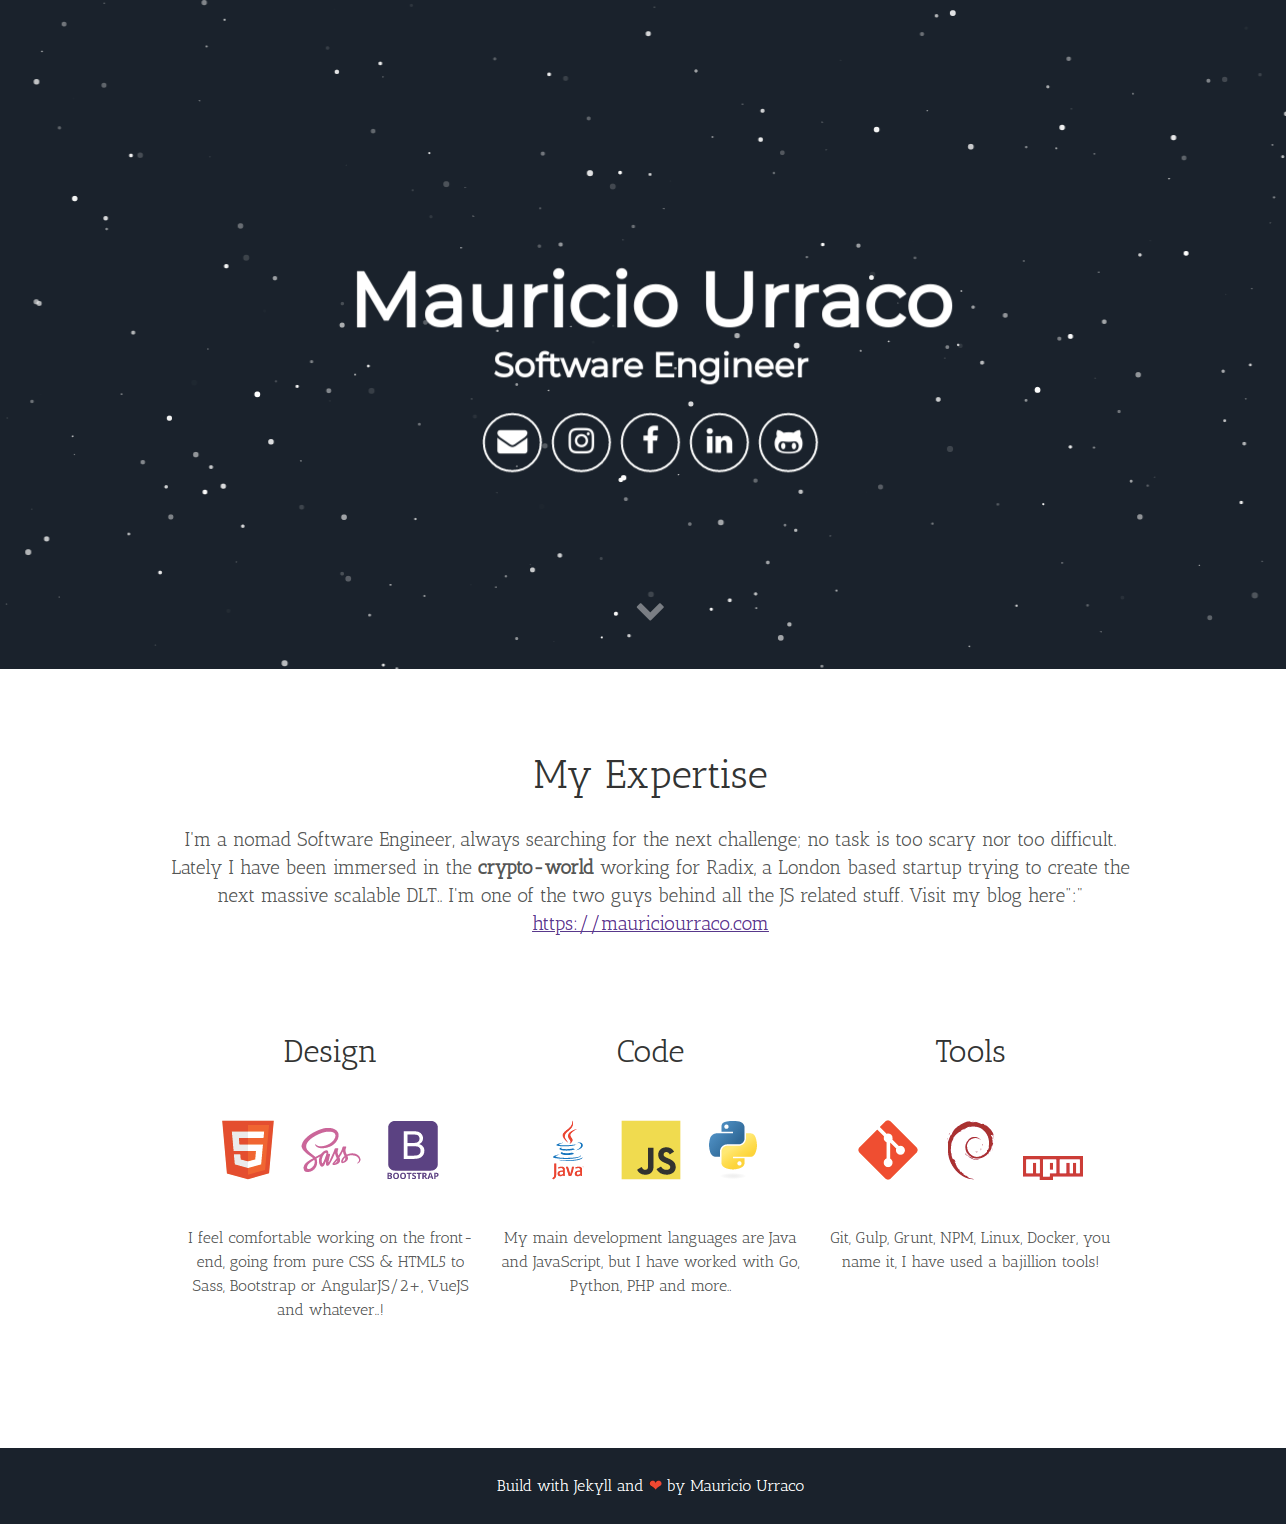 Mauricio Urraco
Software Engineer
My Expertise
I'm a nomad Software Engineer, always searching for the next challenge; no task is too scary nor too difficult.
Lately I have been immersed in the crypto-world working for Radix, a London based startup trying to create the
next massive scalable DLT.. I'm one of the two guys behind all the JS related stuff. Visit my blog here":"
https://mauriciourraco.com
Design
Code
Tools
Sass
B
BOOTSTRAP
Java
JS
npm
I feel comfortable working on the front-
end, going from pure CSS & HTML5 to
Sass, Bootstrap or AngularJS/2+, VueJS
and whatever..!
My main development languages are Java
and JavaScript, but I have worked with Go,
Python, PHP and more..
Git, Gulp, Grunt, NPM, Linux, Docker, you
name it, I have used a bajillion tools!
Build with Jekyll and ❤ by Mauricio Urraco